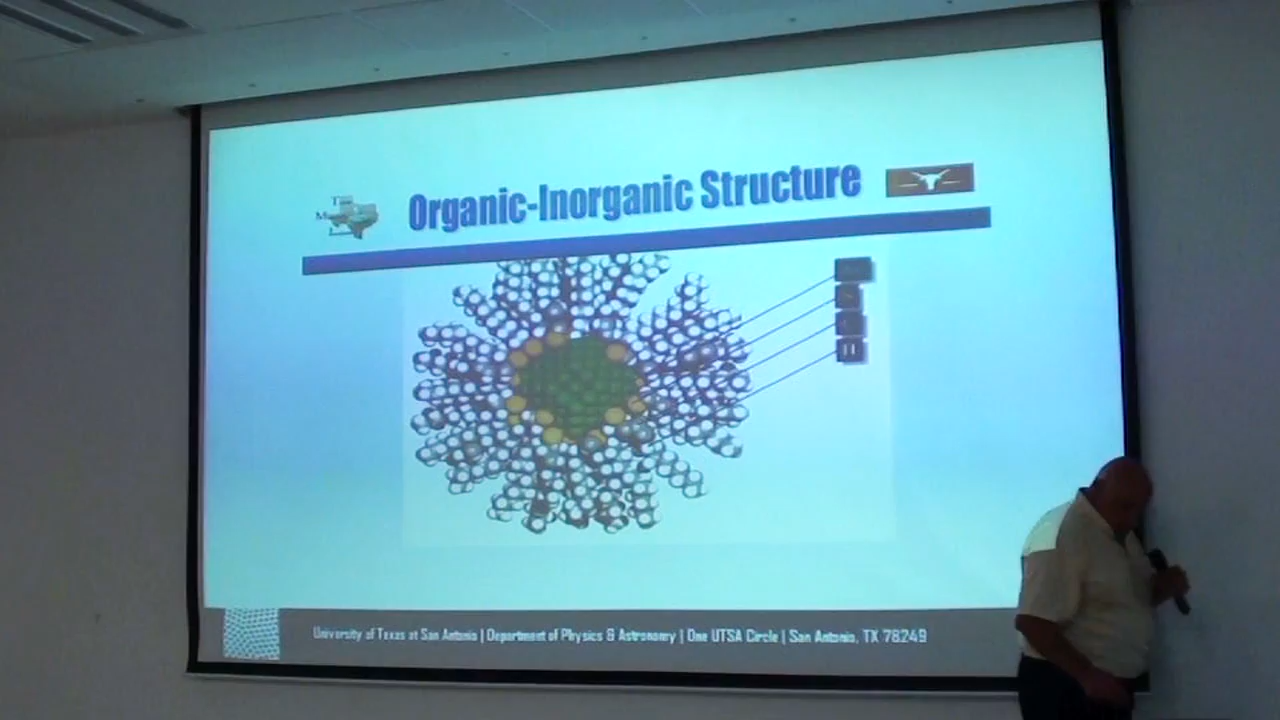 Organic-Inorganic Structure
University of Texas at San Antonio | Department of Physics & Astronomy | One UTSA Circle | San Antonio, TX 78249